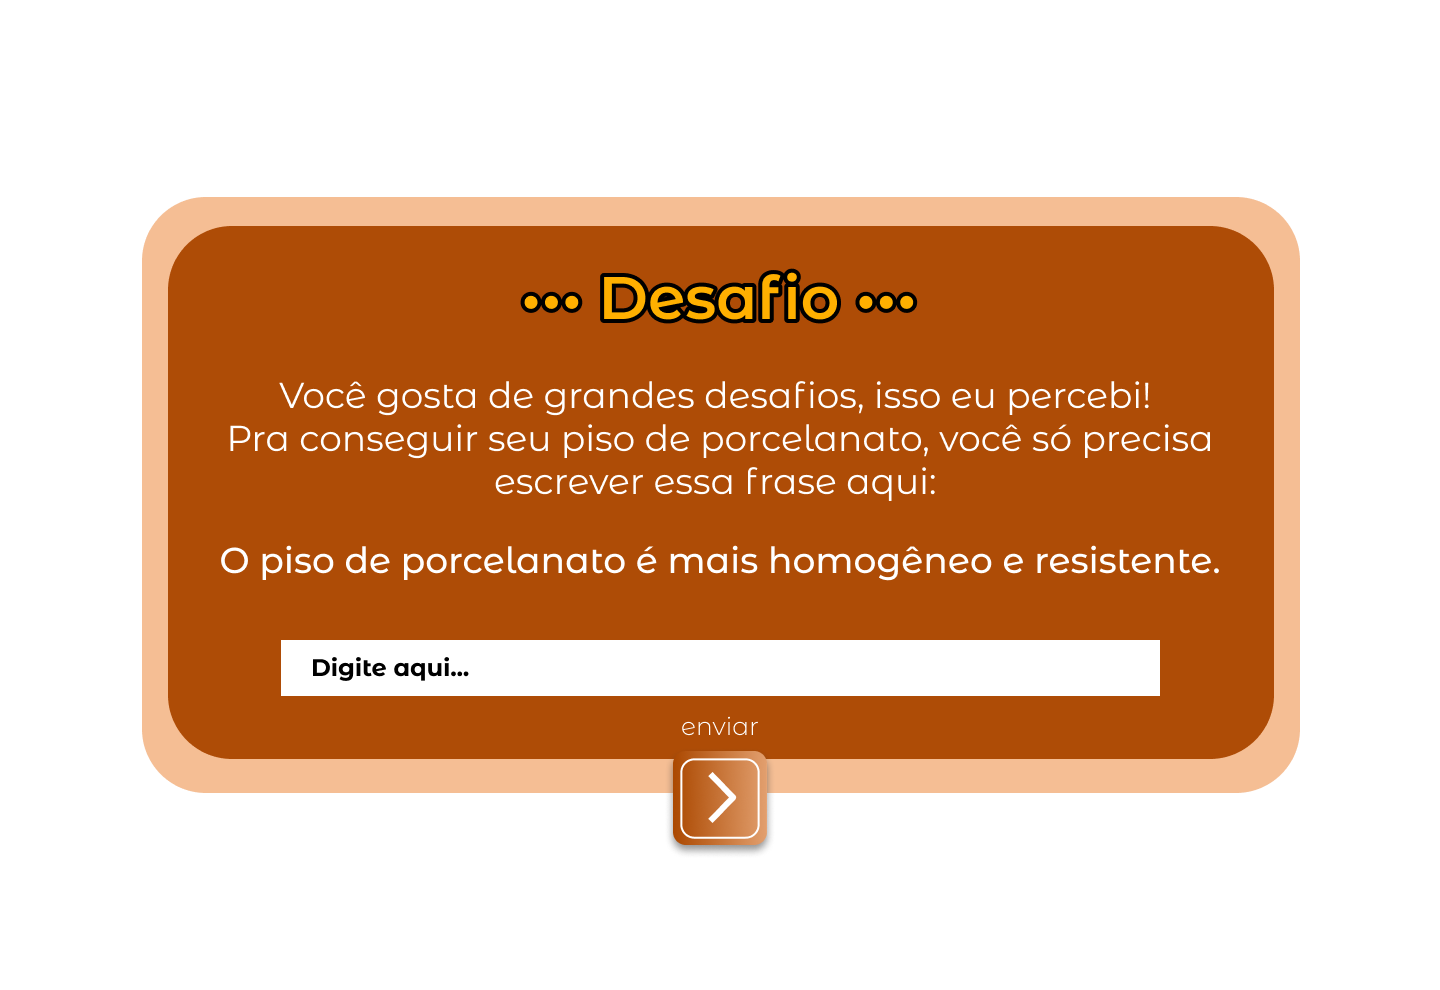 ••• Desafio •••
Você gosta de grandes desafios, isso eu percebi!
Pra conseguir seu piso de porcelanato, você só precisa
escrever essa frase aqui:
O piso de porcelanato é mais homogêneo e resistente.
Digite aqui...
enviar